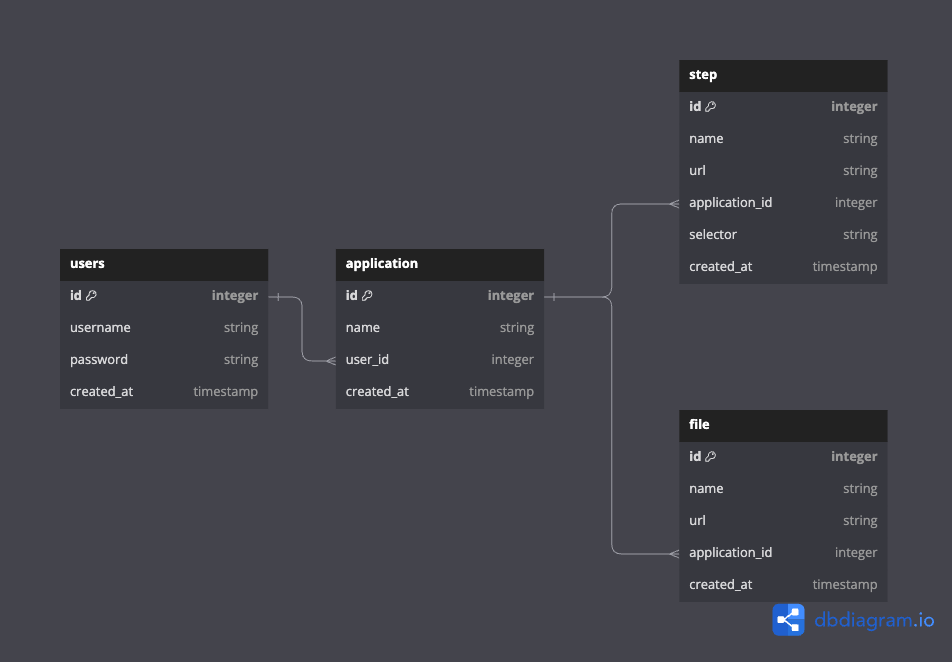 users
id integer
username string
password string
created_at timestamp
application
id integer
name string
user_id integer
created_at timestamp
step
id integer
name string
url string
application_id integer
selector string
created_at timestamp
file
id integer
name string
url string
application_id integer
created_at timestamp
dbdiagram.io